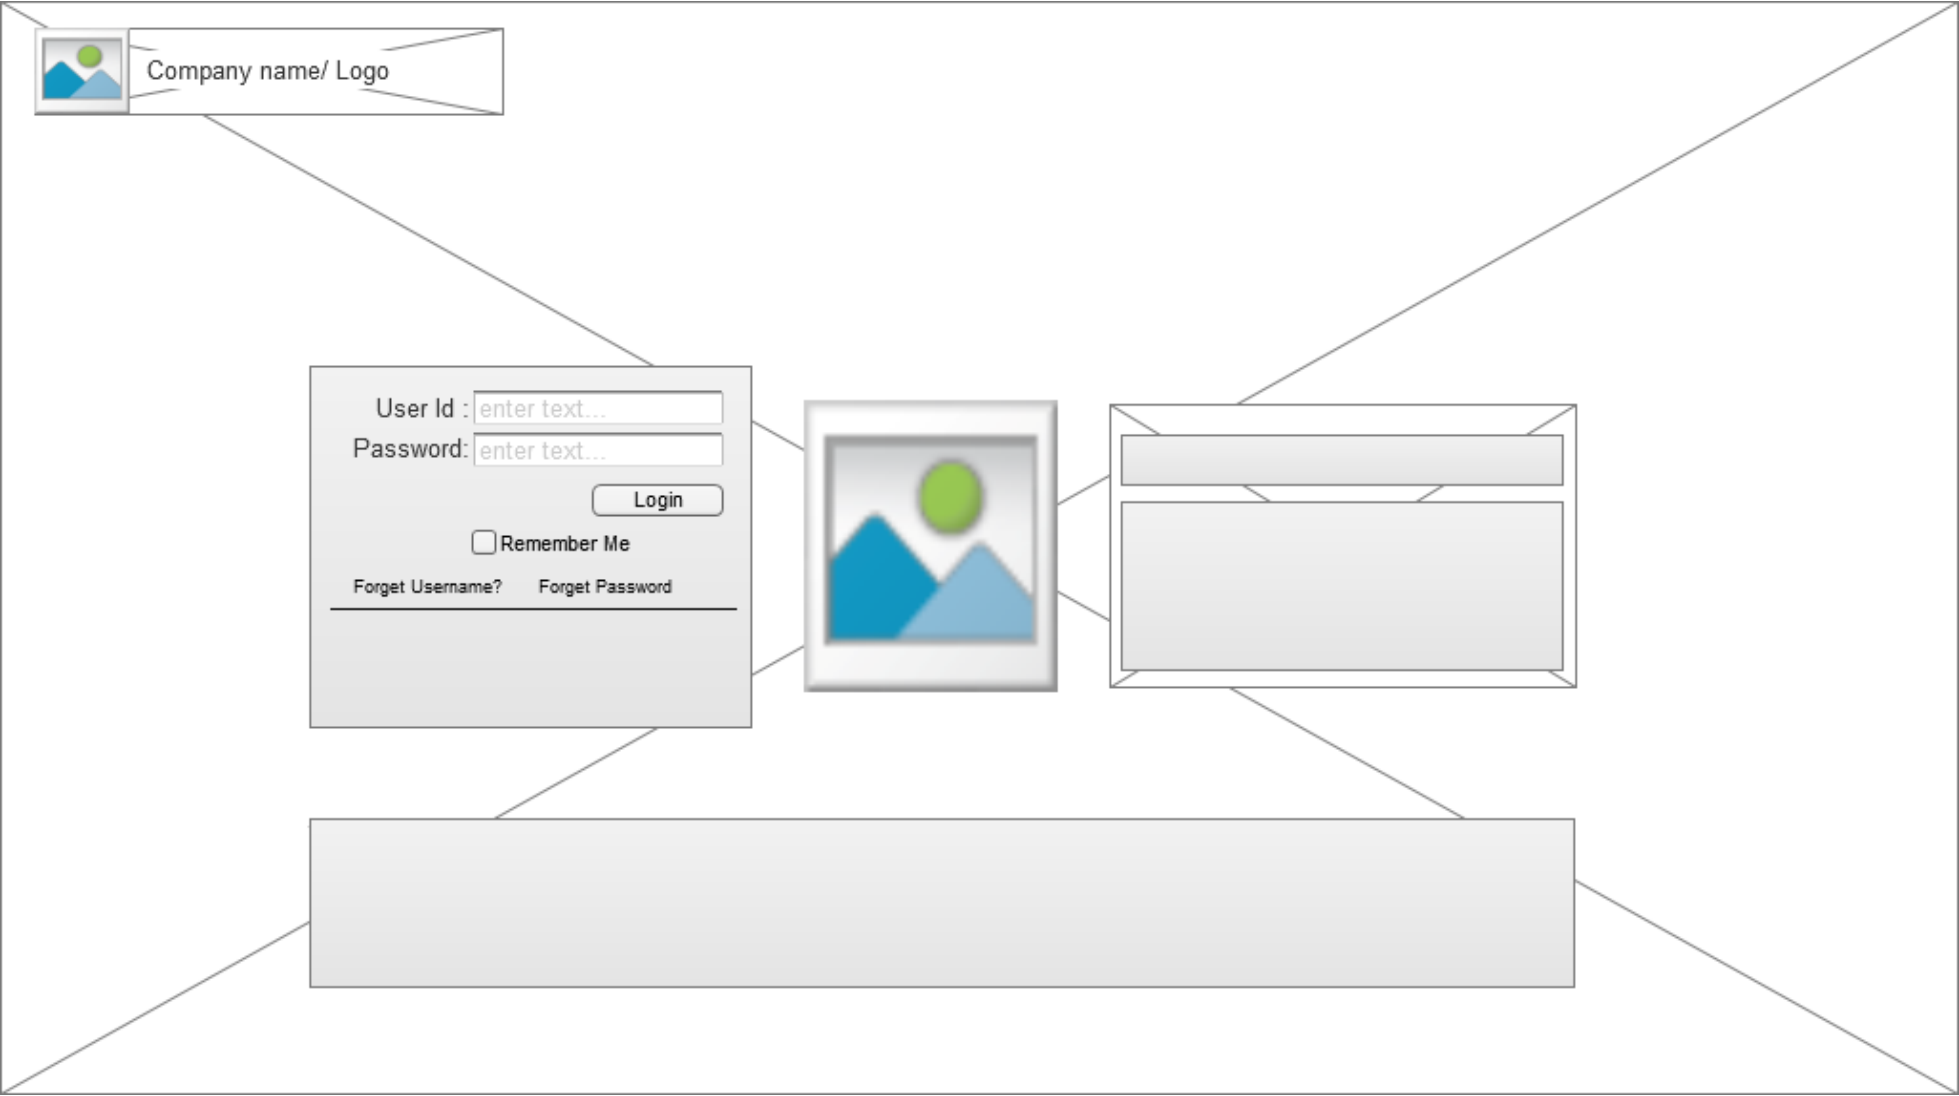 Company name/ Logo
User Id : enter text...
Password: enter text...
Login
Remember Me
Forget Username? Forget Password